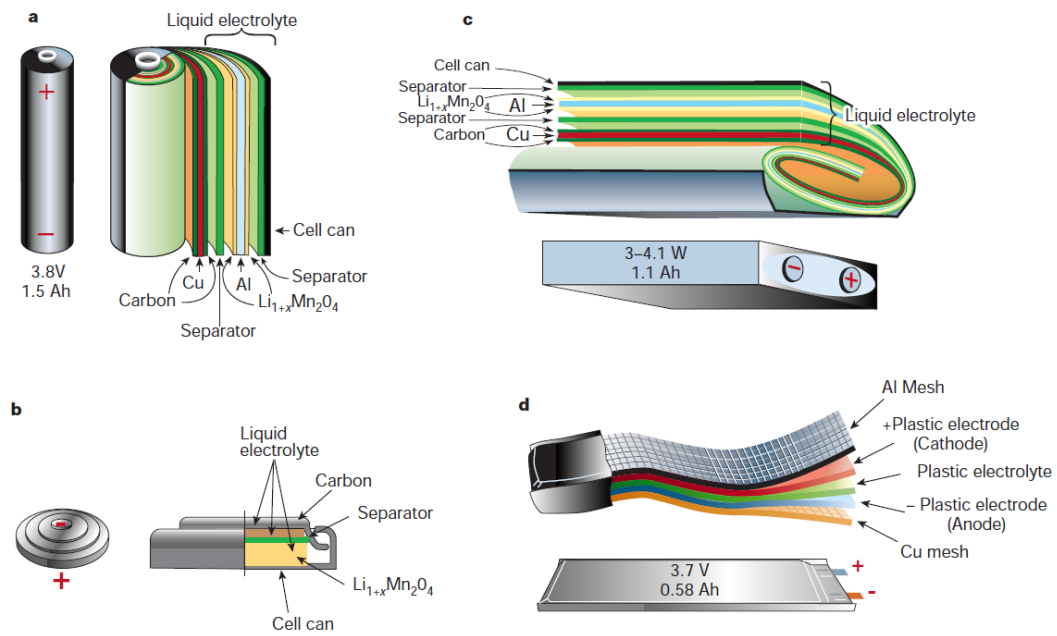 a
Liquid electrolyte
+
−
3.8V
1.5 Ah
Cell can
Separator
Cu
Al
Carbon
Li1+xMn2O4
Separator
b
Liquid
electrolyte
Carbon
Separator
Li1+xMn2O4
Cell can
+
c
Cell can
Separator
Li1+xMn2O4
Al
Separator
Carbon
Cu
Liquid electrolyte
3–4.1 W
1.1 Ah
−
+
d
Al Mesh
+Plastic electrode
(Cathode)
Plastic electrolyte
− Plastic electrode
(Anode)
Cu mesh
3.7 V
0.58 Ah
+
-